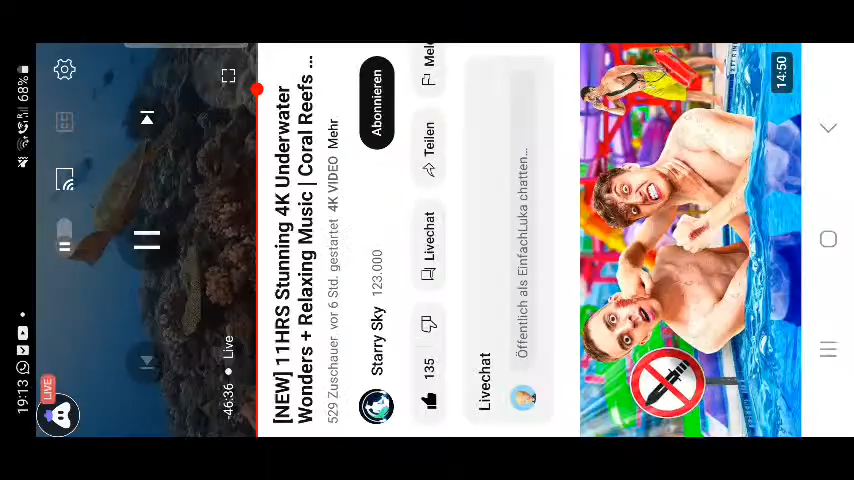 19:13
68%
LIVE
-46:36 • Live
[NEW] 11HRS Stunning 4K Underwater
Wonders + Relaxing Music | Coral Reefs ...
529 Zuschauer vor 6 Std. gestartet 4K VIDEO Mehr
Starry Sky 123.000
Abonnieren
135
Livechat
Teilen
Mel
Livechat
Öffentlich als EinfachLuka chatten...
14:50